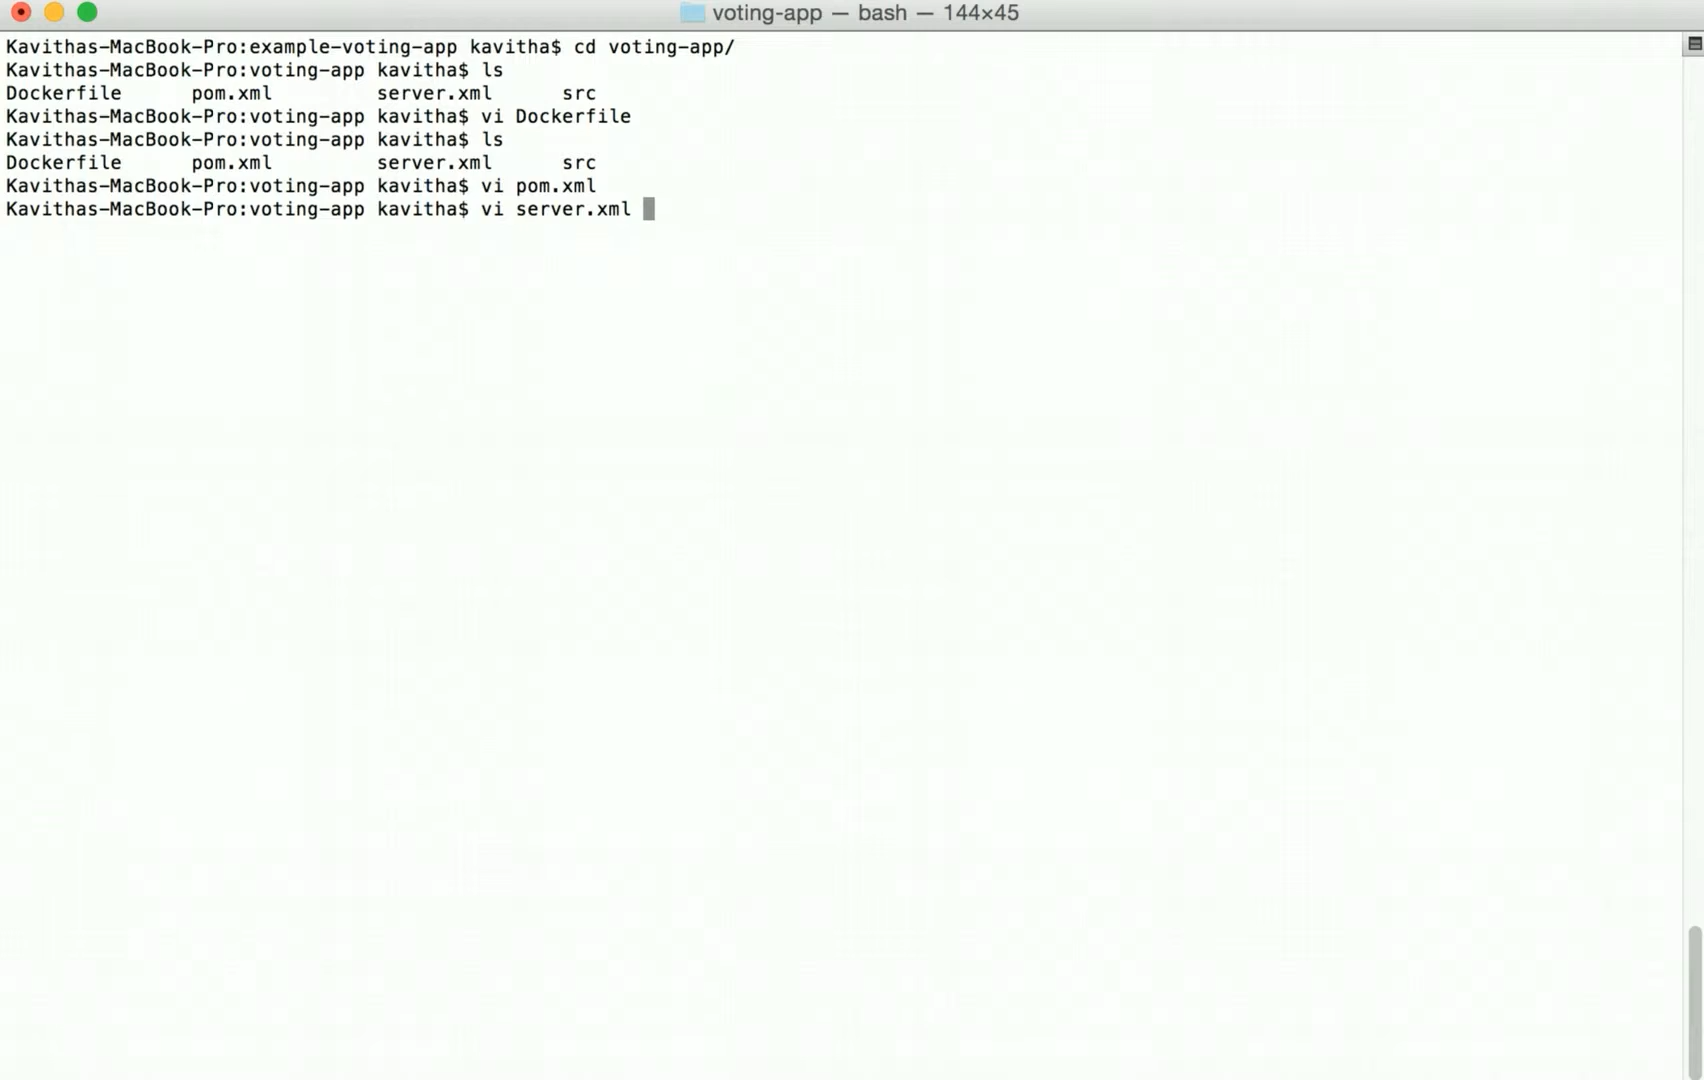 voting-app — bash — 144×45
Kavithas-MacBook-Pro:example-voting-app kavitha$ cd voting-app/
Kavithas-MacBook-Pro:voting-app kavitha$ ls
Dockerfile      pom.xml         server.xml      src
Kavithas-MacBook-Pro:voting-app kavitha$ vi Dockerfile
Kavithas-MacBook-Pro:voting-app kavitha$ ls
Dockerfile      pom.xml         server.xml      src
Kavithas-MacBook-Pro:voting-app kavitha$ vi pom.xml
Kavithas-MacBook-Pro:voting-app kavitha$ vi server.xml